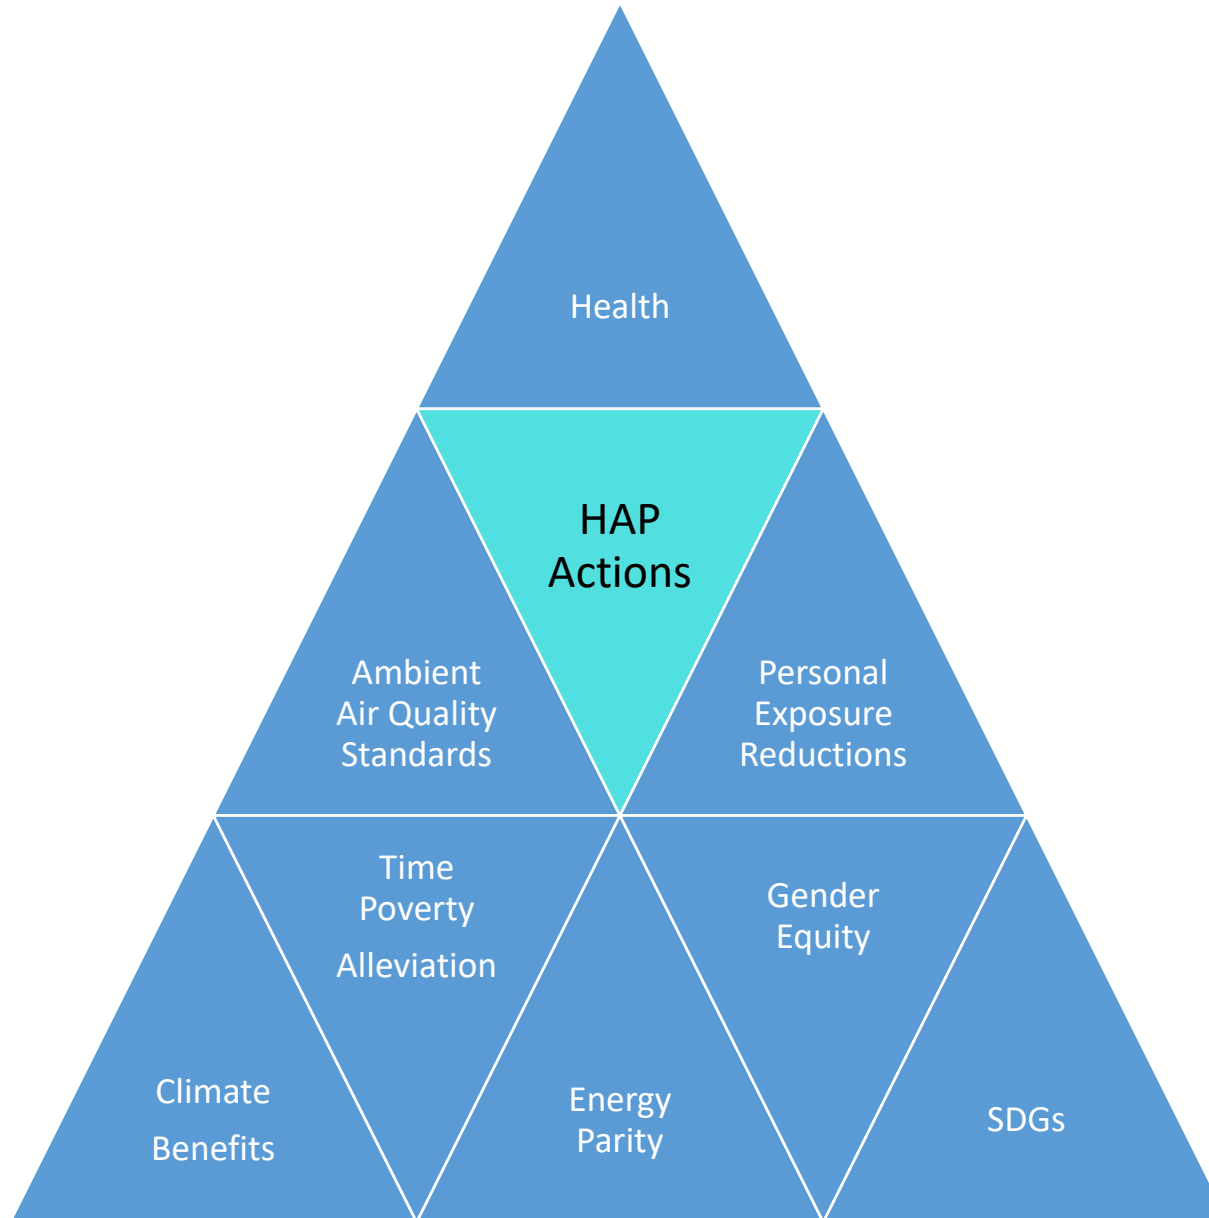 Health
HAP
Actions
Ambient
Air Quality
Standards
Personal
Exposure
Reductions
Time
Poverty
Alleviation
Gender
Equity
Climate
Benefits
Energy
Parity
SDGs